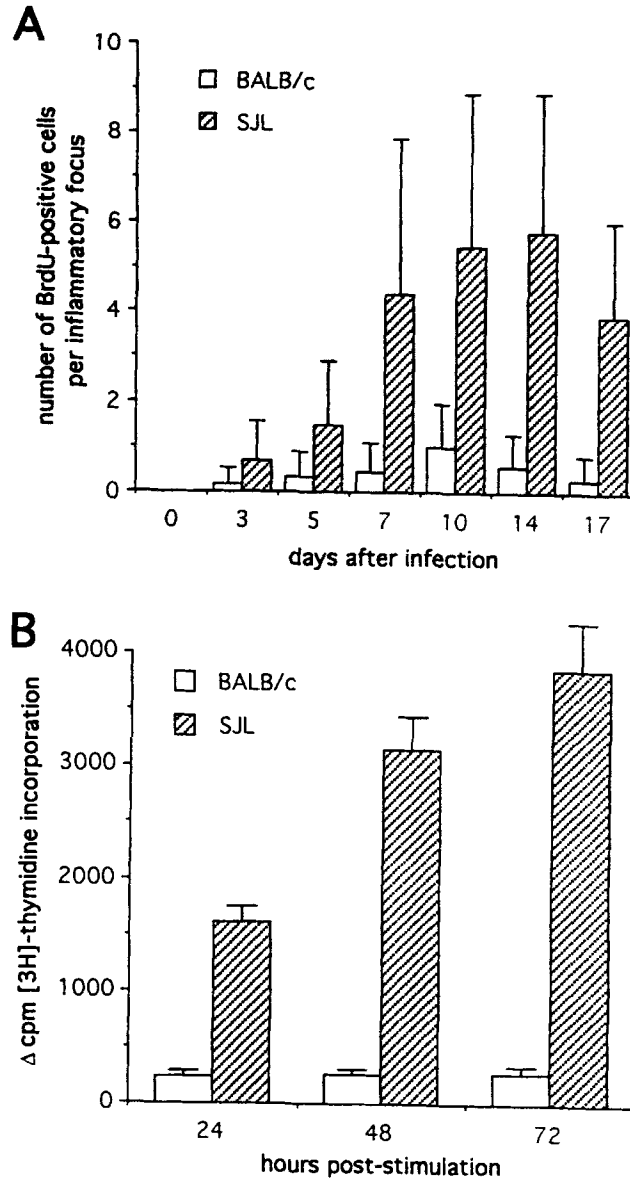 A
10
8
6
4
2
0
number of BrdU-positive cells
per inflammatory focus
BALB/c
SJL
0 3 5 7 10 14 17
days after infection
B
4000
3000
2000
1000
0
Δ cpm [3H]-thymidine incorporation
BALB/c
SJL
24 48 72
hours post-stimulation